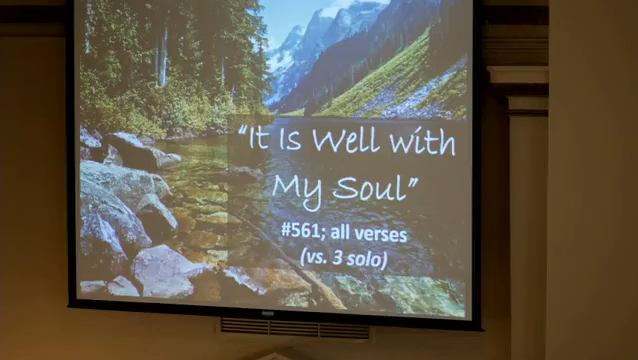 "It Is Well with
My Soul"
#561; all verses
(vs. 3 solo)